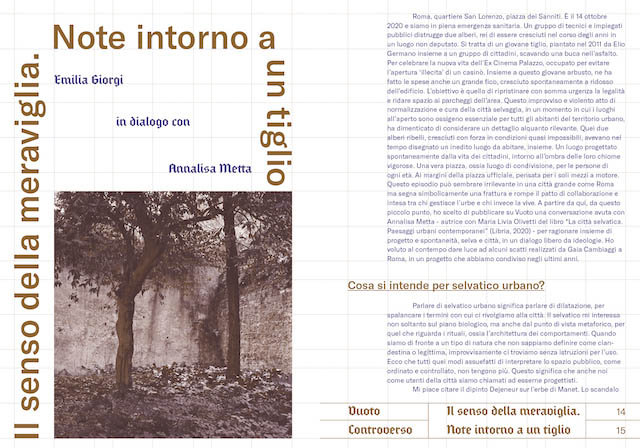 Il senso della meraviglia.
Note intorno a
un tiglio
Emilia Giorgi
in dialogo con
Annalisa Metta
Roma, quartiere San Lorenzo, piazza dei Sanniti. È il 14 ottobre
2020 e siamo in piena emergenza sanitaria. Un gruppo di tecnici e impiegati
pubblici distrugge due alberi, rei di essere cresciuti nel corso degli anni in
un luogo non deputato. Si tratta di un giovane tiglio, piantato nel 2011 da Elio
Germano insieme a un gruppo di cittadini, scavando una buca nell'asfalto.
Per celebrare la nuova vita dell'Ex Cinema Palazzo, occupato per evitare
l'apertura 'illecita' di un casinò. Insieme a questo giovane arbusto, ne ha
fatto le spese anche un grande fico, cresciuto spontaneamente a ridosso
dell'edificio. L'obiettivo è quello di ripristinare con somma urgenza la legalità
e ridare spazio ai parcheggi dell'area. Questo improvviso e violento atto di
normalizzazione e cura della città selvaggia, in un momento in cui i luoghi
all'aperto sono ossigeno essenziale per tutti gli abitanti del territorio urbano,
ha dimenticato di considerare un dettaglio alquanto rilevante. Quei due
alberi ribelli, cresciuti con forza in condizioni quasi impossibili, avevano nel
tempo disegnato un inedito luogo da abitare, insieme. Un luogo progettato
spontaneamente dalla vita dei cittadini, intorno all'ombra delle loro chiome
vigorose. Una vera piazza, ossia luogo di condivisione, per le persone di
ogni età. Ai margini della piazza ufficiale, pensata per i soli mezzi a motore.
Questo episodio può sembrare irrilevante in una città grande come Roma
ma segna simbolicamente una frattura e rompe il patto di collaborazione e
intesa tra chi gestisce l'urbe e chi invece la vive. A partire da qui, da questo
piccolo punto, ho scelto di pubblicare su Vuoto una conversazione avuta con
Annalisa Metta - autrice con Maria Livia Olivetti del libro "La città selvatica.
Paesaggi urbani contemporanei" (Libria, 2020) - per ragionare insieme di
progetto e spontaneità, selva e città, in un dialogo libero da ideologie. Ho
voluto al contempo dare luce ad alcuni scatti realizzati da Gaia Cambiaggi a
Roma, in un progetto che abbiamo condiviso negli ultimi anni.
Cosa si intende per selvatico urbano?
Parlare di selvatico urbano significa parlare di dilatazione, per
spalancare i termini con cui ci rivolgiamo alla città. Il selvatico mi interessa
non soltanto sul piano biologico, ma anche dal punto di vista metaforico, per
quel che riguarda i rituali, ossia l'architettura dei comportamenti. Quando
siamo di fronte a un tipo di natura che non sappiamo definire come clan-
destina o legittima, improvvisamente ci troviamo senza istruzioni per l'uso.
Ecco che tutti quei modi assuefatti di interpretare lo spazio pubblico, come
ordinato e controllato, non tengono più. Questo significa che anche noi
come utenti della città siamo chiamati ad esserne progettisti.
Mi piace citare il dipinto Dejeuner sur l'erbe di Manet. Lo scandalo
Vuoto
Controverso
Il senso della meraviglia.
Note intorno a un tiglio
14
15